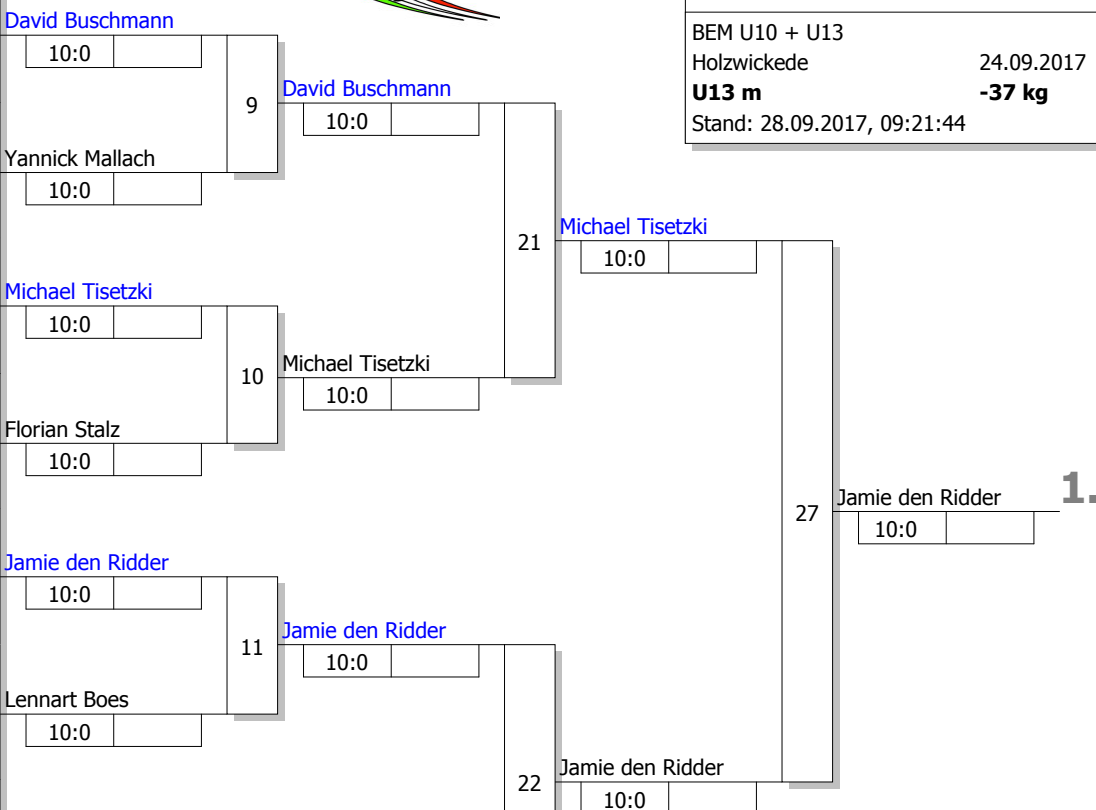 BEM U10 + U13
Holzwickede 24.09.2017
U13 m -37 kg
Stand: 28.09.2017, 09:21:44
David Buschmann
10:0
9
Yannick Mallach
10:0
David Buschmann
10:0
21
Michael Tisetzki
10:0
Michael Tisetzki
10:0
10
Michael Tisetzki
10:0
Florian Stalz
10:0
27
Jamie den Ridder
1.
10:0
Jamie den Ridder
10:0
11
Jamie den Ridder
10:0
Lennart Boes
10:0
22
Jamie den Ridder
10:0